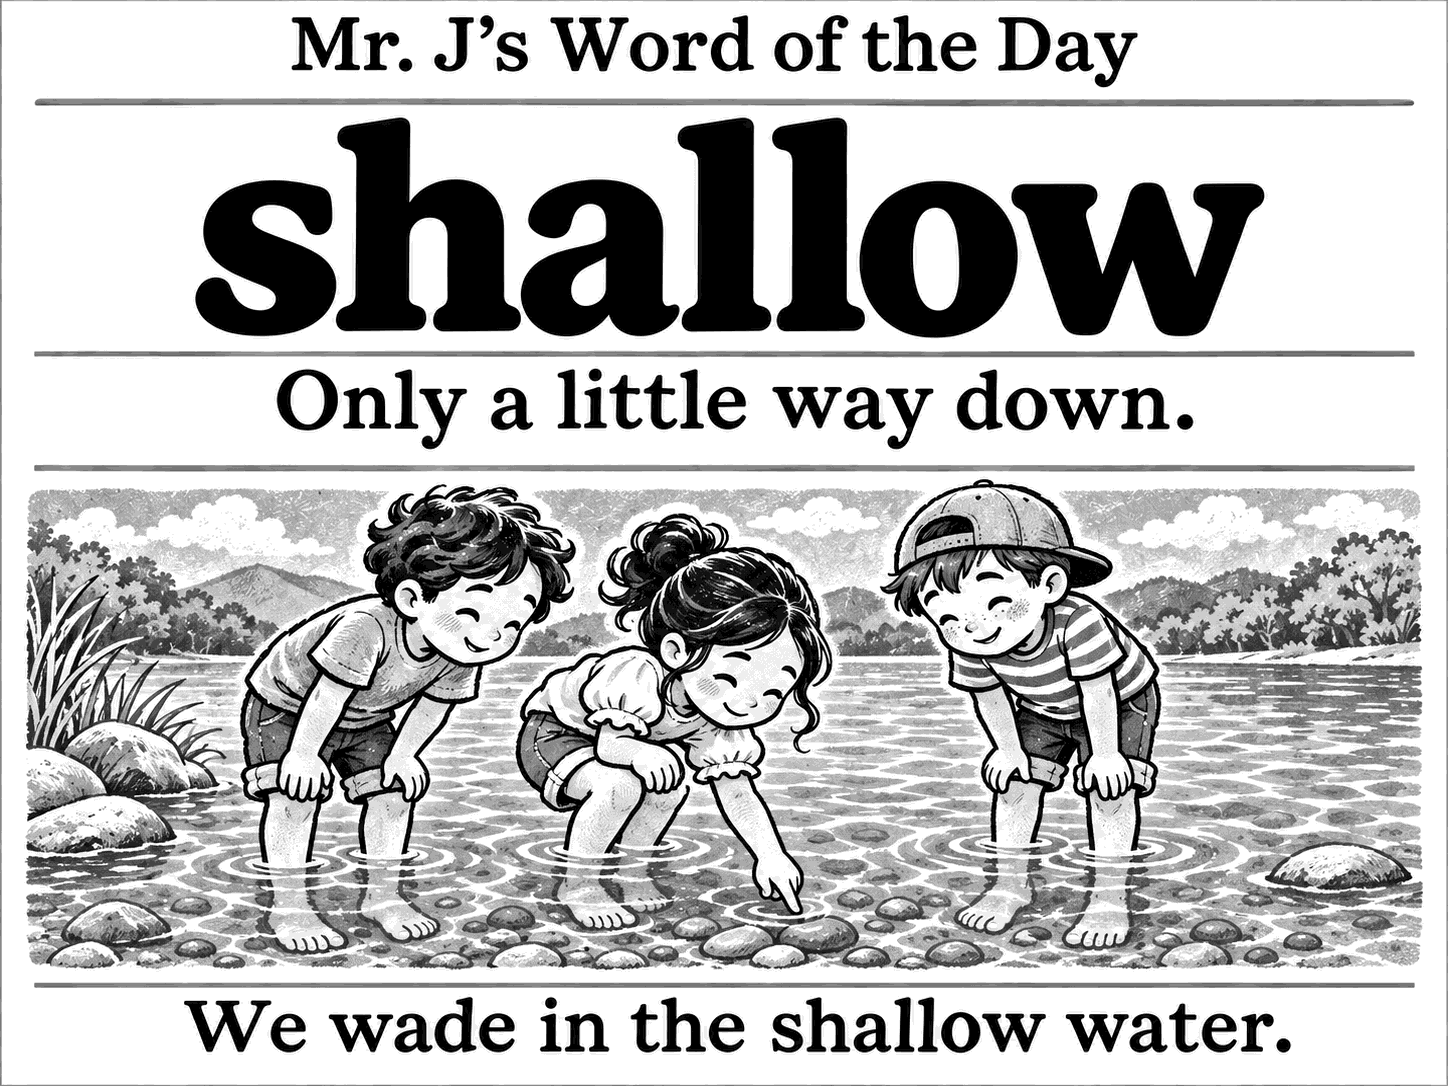 Mr. J’s Word of the Day
shallow
Only a little way down.
We wade in the shallow water.